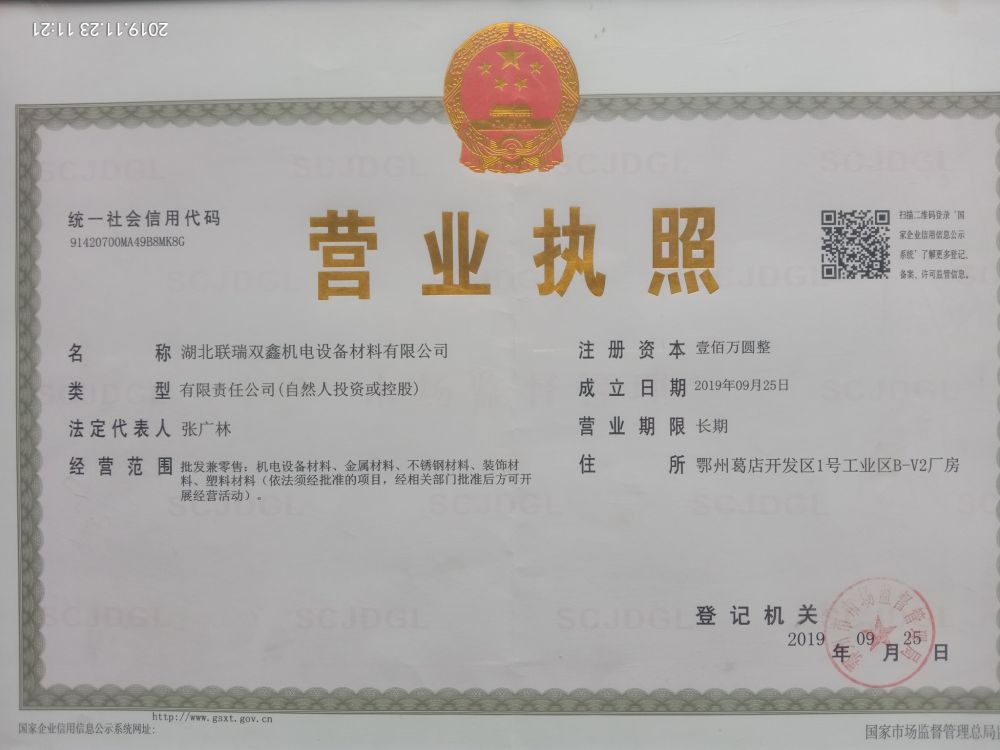 2019.11.23 11:21
统一社会信用代码
91420700MA49B8MK8G
营业执照
扫描二维码登录‘国
家企业信用信息公示
系统’了解更多登记、
备案、许可监管信息。
名称 湖北联瑞双鑫机电设备材料有限公司
类型 有限责任公司(自然人投资或控股)
法定代表人 张广林
经营范围 批发兼零售：机电设备材料、金属材料、不锈钢材料、装饰材
料、塑料材料（依法须经批准的项目，经相关部门批准后方可开
展经营活动）。
注册资本 壹佰万圆整
成立日期 2019年09月25日
营业期限 长期
住所 鄂州葛店开发区1号工业区B-V2厂房
登记机关
2019年09月25日
国家企业信用信息公示系统网址：
http://www.gsxt.gov.cn
国家市场监督管理总局